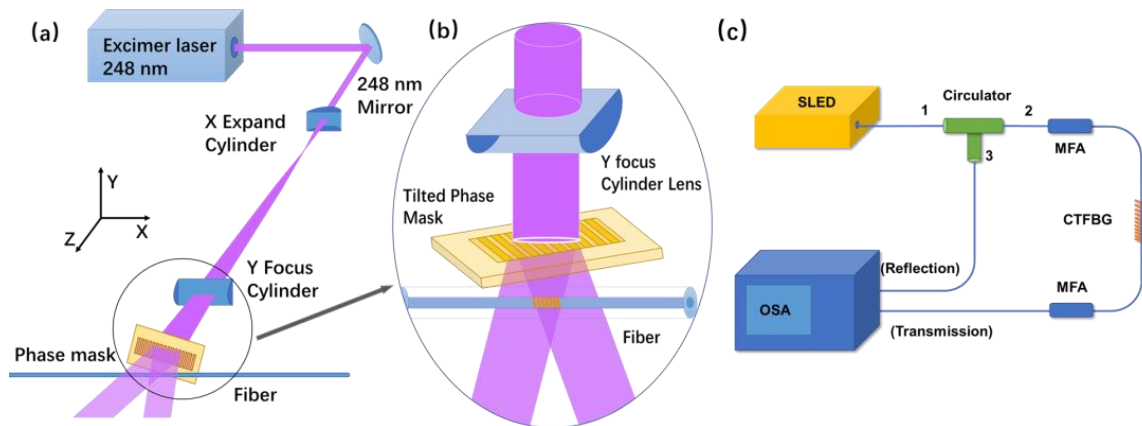 (a)
Excimer laser
248 nm
248 nm
Mirror
X Expand
Cylinder
Y
Z
X
Y Focus
Cylinder
Phase mask
Fiber
(b)
Y focus
Cylinder Lens
Tilted Phase
Mask
Fiber
(c)
SLED
Circulator
1
2
3
MFA
CTFBG
(Reflection)
MFA
OSA
(Transmission)